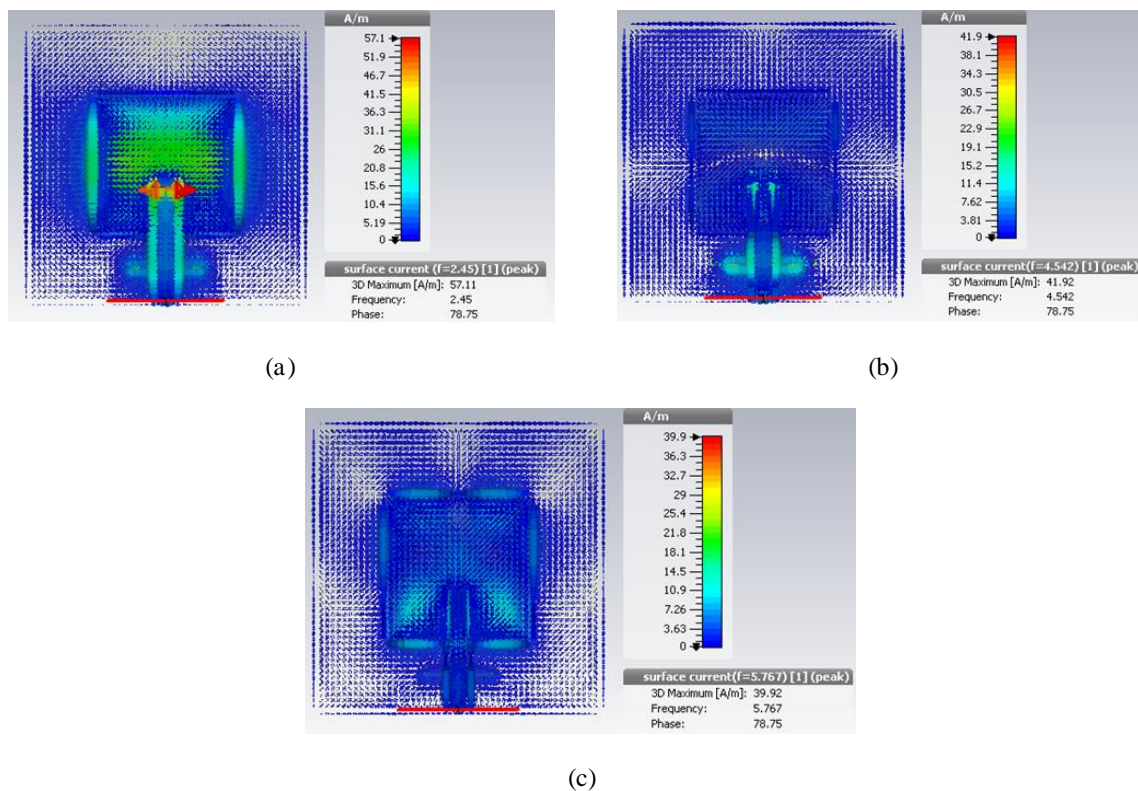 A/m
57.1
51.9
46.7
41.5
36.3
31.1
26
20.8
15.6
10.4
5.19
0
surface current (f=2.45) [1] (peak)
3D Maximum [A/m]: 57.11
Frequency: 2.45
Phase: 78.75
(a)
A/m
41.9
38.1
34.3
30.5
26.7
22.9
19.1
15.2
11.4
7.62
3.81
0
surface current(f=4.542) [1] (peak)
3D Maximum [A/m]: 41.92
Frequency: 4.542
Phase: 78.75
(b)
A/m
39.9
36.3
32.7
29
25.4
21.8
18.1
14.5
10.9
7.26
3.63
0
surface current(f=5.767) [1] (peak)
3D Maximum [A/m]: 39.92
Frequency: 5.767
Phase: 78.75
(c)